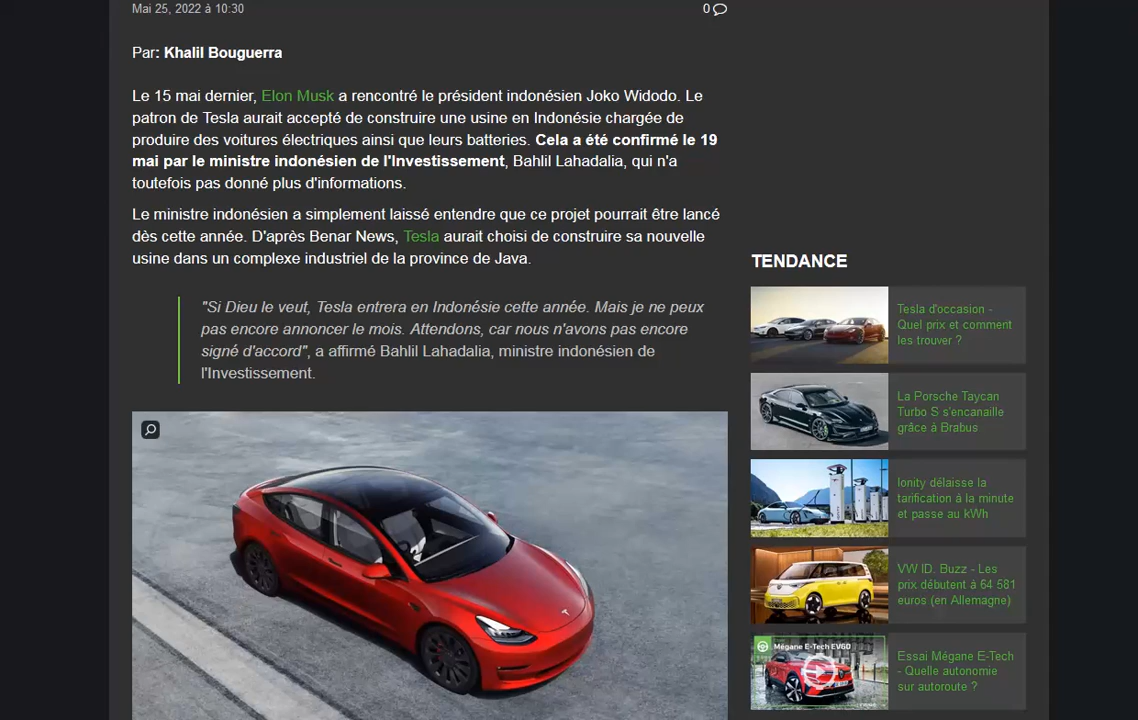 Mai 25, 2022 à 10:30
0
Par: Khalil Bouguerra
Le 15 mai dernier, Elon Musk a rencontré le président indonésien Joko Widodo. Le
patron de Tesla aurait accepté de construire une usine en Indonésie chargée de
produire des voitures électriques ainsi que leurs batteries. Cela a été confirmé le 19
mai par le ministre indonésien de l'Investissement, Bahlil Lahadalia, qui n'a
toutefois pas donné plus d'informations.
Le ministre indonésien a simplement laissé entendre que ce projet pourrait être lancé
dès cette année. D'après Benar News, Tesla aurait choisi de construire sa nouvelle
usine dans un complexe industriel de la province de Java.
"Si Dieu le veut, Tesla entrera en Indonésie cette année. Mais je ne peux
pas encore annoncer le mois. Attendons, car nous n'avons pas encore
signé d'accord", a affirmé Bahlil Lahadalia, ministre indonésien de
l'Investissement.
TENDANCE
Tesla d'occasion -
Quel prix et comment
les trouver ?
La Porsche Taycan
Turbo S s'encanaille
grâce à Brabus
Ionity délaisse la
tarification à la minute
et passe au kWh
VW ID. Buzz - Les
prix débutent à 64 581
euros (en Allemagne)
Mégane E-Tech EV60
Essai Mégane E-Tech
- Quelle autonomie
sur autoroute ?